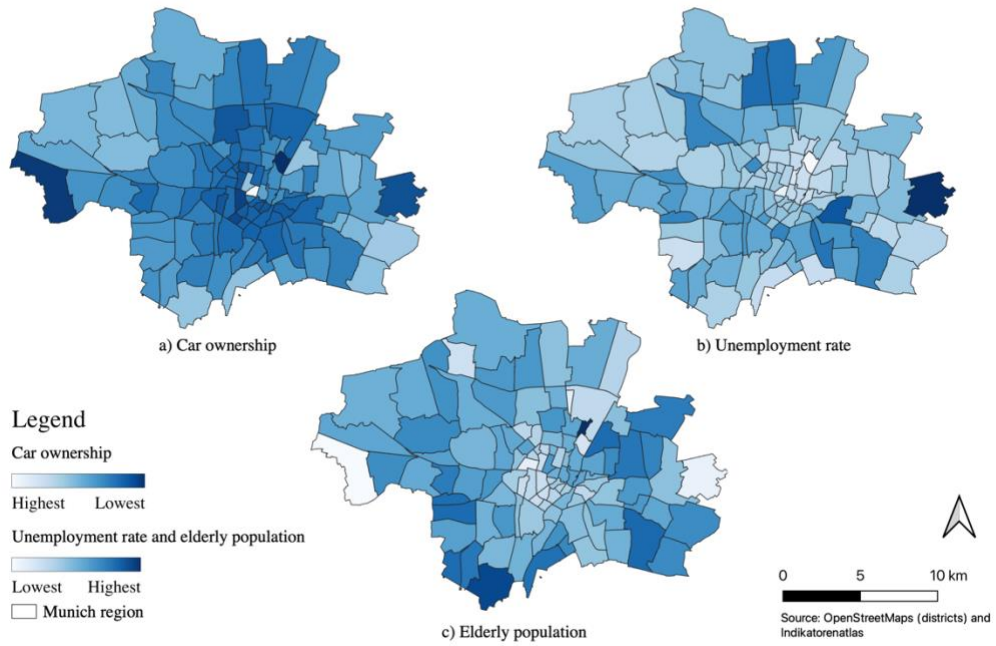 a) Car ownership
b) Unemployment rate
Legend
Car ownership
Highest Lowest
Unemployment rate and elderly population
Lowest Highest
Munich region
c) Elderly population
0 5 10 km
Source: OpenStreetMaps (districts) and
Indikatorenatlas